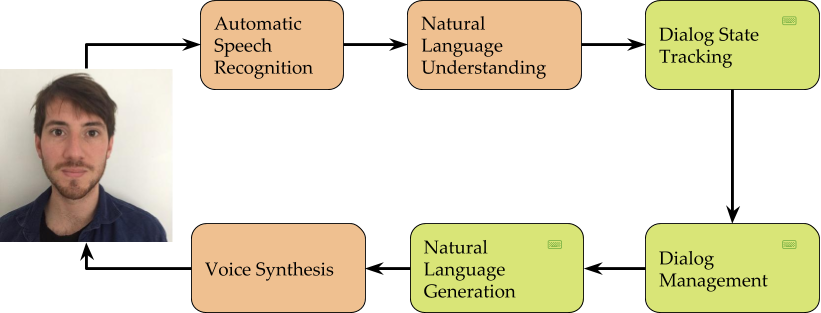 Automatic
Speech
Recognition
Natural
Language
Understanding
Dialog State
Tracking
Voice Synthesis
Natural
Language
Generation
Dialog
Management